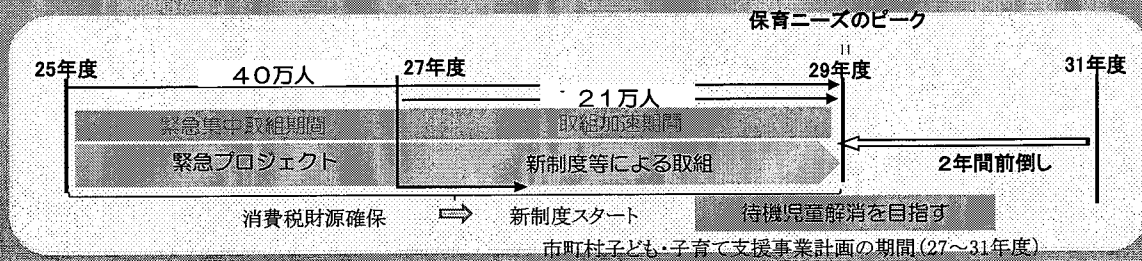 保育ニーズのピーク
||
25年度
40万人
27年度
29年度
31年度
21万人
緊急集中取組期間
取組加速期間
緊急プロジェクト
新制度等による取組
2年間前倒し
消費税財源確保
⇨
新制度スタート
待機児童解消を目指す
市町村子ども・子育て支援事業計画の期間(27～31年度)